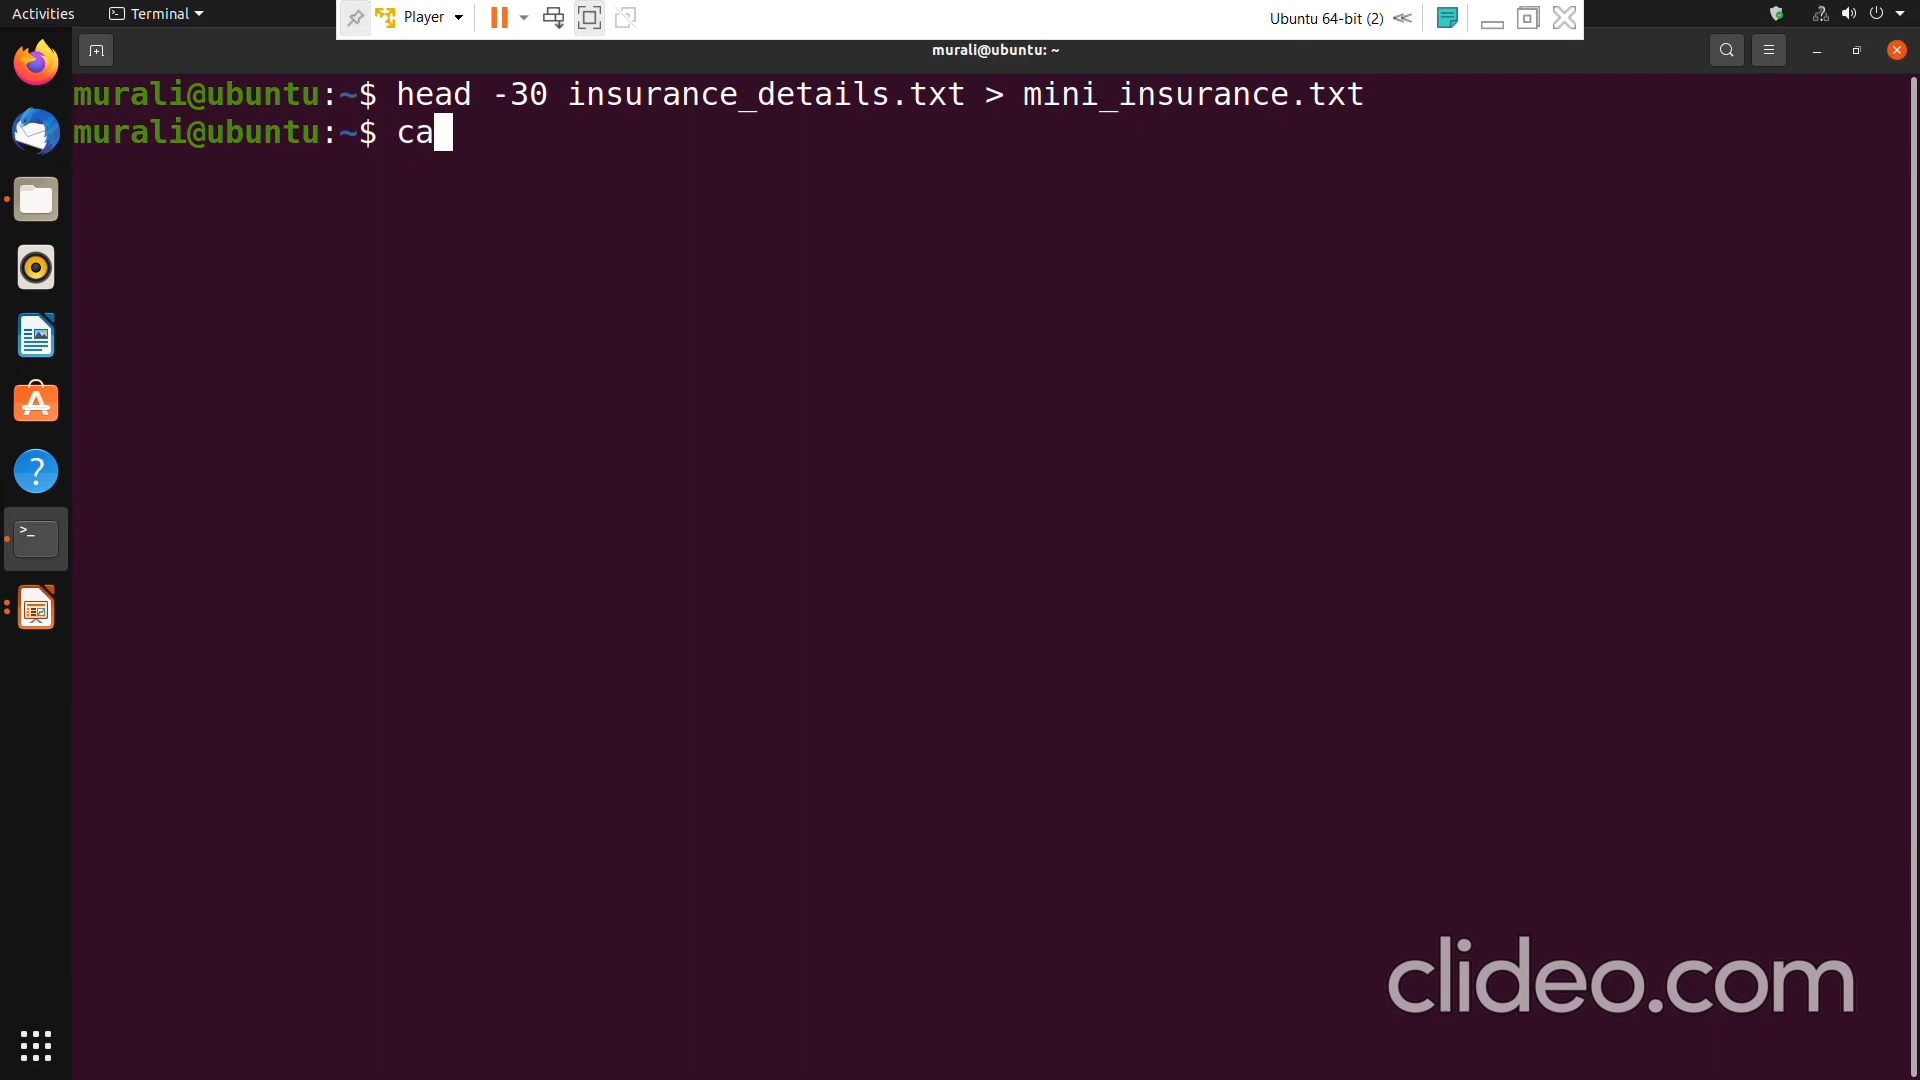 Activities Terminal Player Ubuntu 64-bit (2)
murali@ubuntu: ~
murali@ubuntu:~$ head -30 insurance_details.txt > mini_insurance.txt
murali@ubuntu:~$ ca
clideo.com